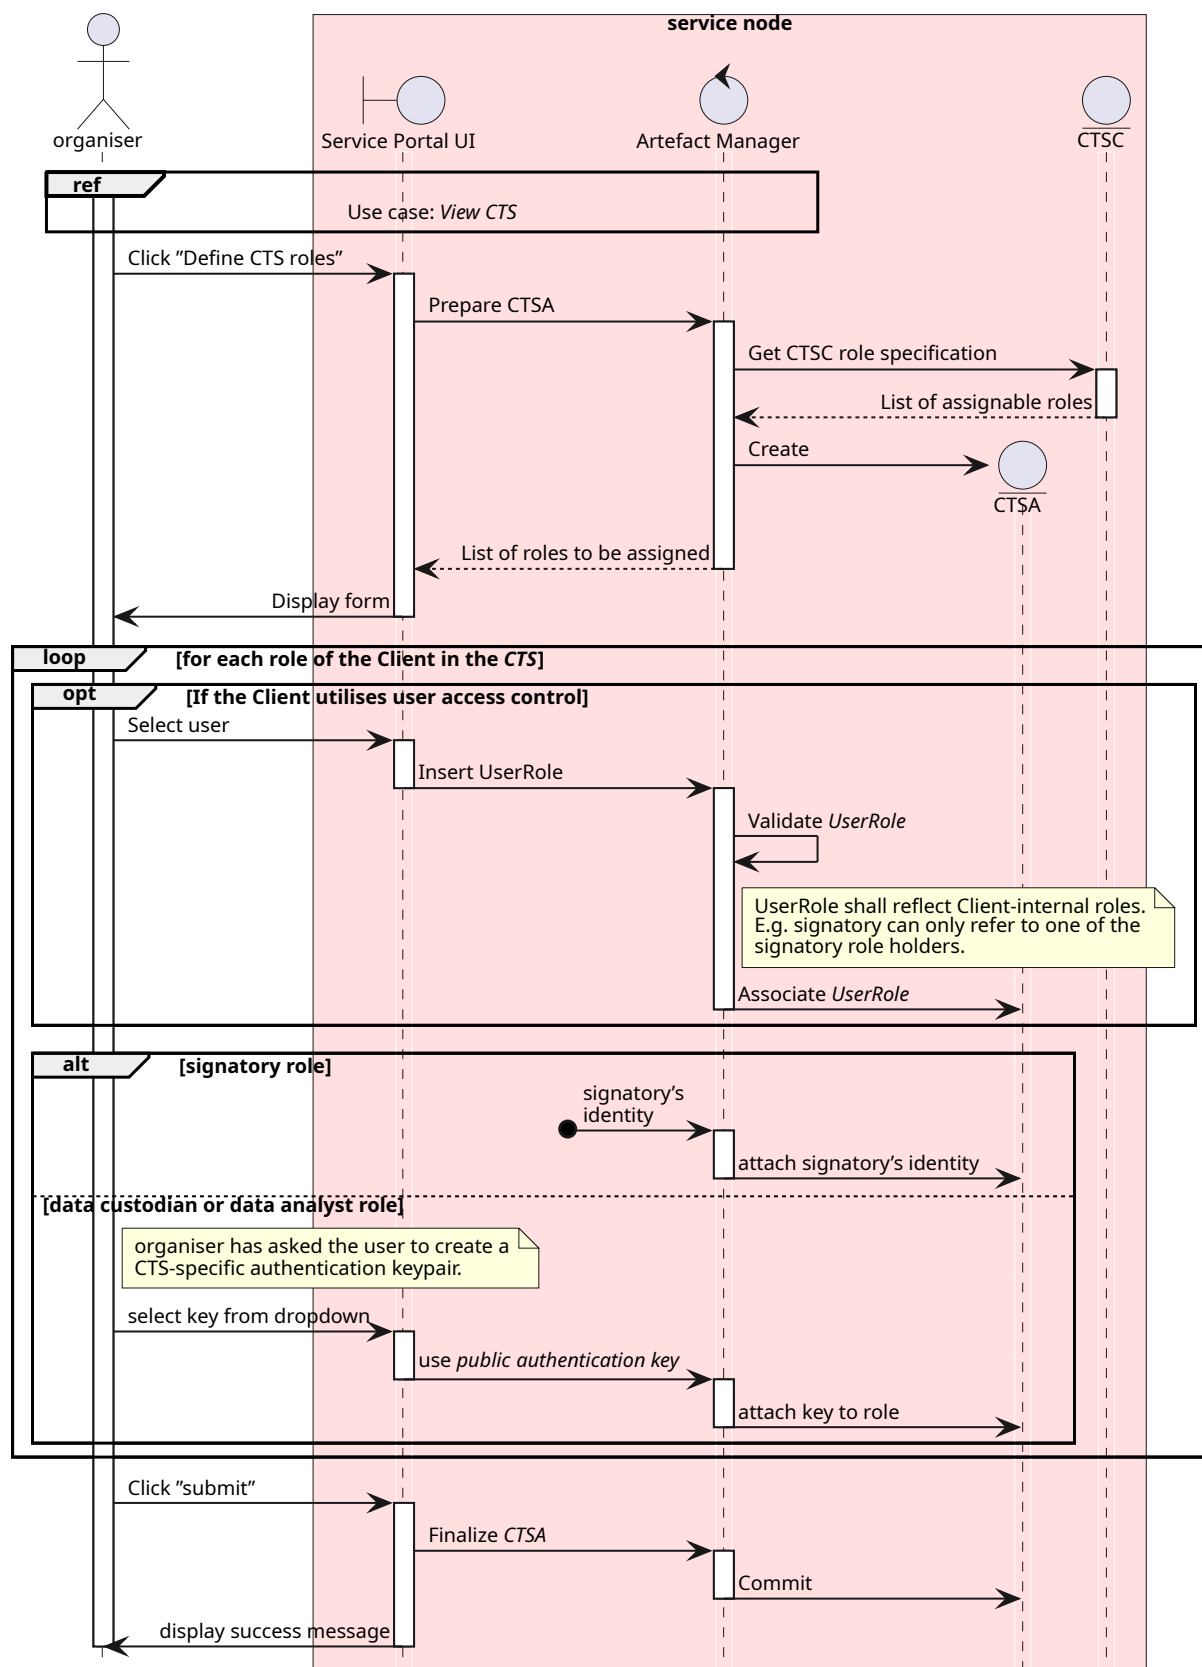 service node
organiser
Service Portal UI
Artefact Manager
CTSC
ref
Use case: View CTS
Click ”Define CTS roles”
Prepare CTSA
Get CTSC role specification
List of assignable roles
Create
CTSA
List of roles to be assigned
Display form
loop
[for each role of the Client in the CTS]
opt
[If the Client utilises user access control]
Select user
Insert UserRole
Validate UserRole
UserRole shall reflect Client-internal roles.
E.g. signatory can only refer to one of the
signatory role holders.
Associate UserRole
alt
[signatory role]
signatory’s
identity
attach signatory’s identity
[data custodian or data analyst role]
organiser has asked the user to create a
CTS-specific authentication keypair.
select key from dropdown
use public authentication key
attach key to role
Click ”submit”
Finalize CTSA
Commit
display success message